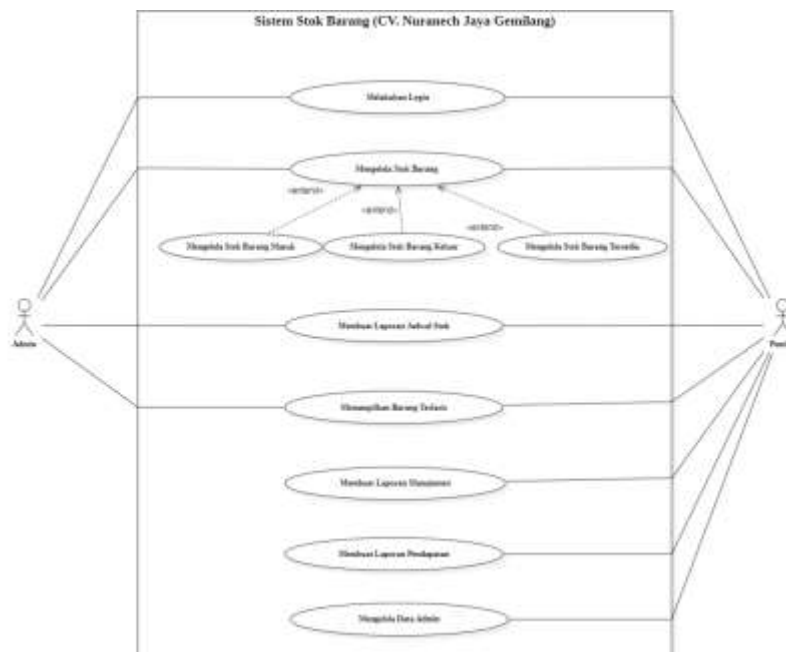 Sistem Stok Barang (CV. Nuranech Jaya Gemilang)
Melakukan Login
Mengelola Stok Barang
<extend>
<extend>
<extend>
Mengelola Stok Barang Masuk
Mengelola Stok Barang Keluar
Mengelola Stok Barang Tersedia
Admin
Membuat Laporan Jadwal Stok
Menampilkan Barang Terlaris
Membuat Laporan Manajemen
Membuat Laporan Pendapatan
Mengelola Data Admin